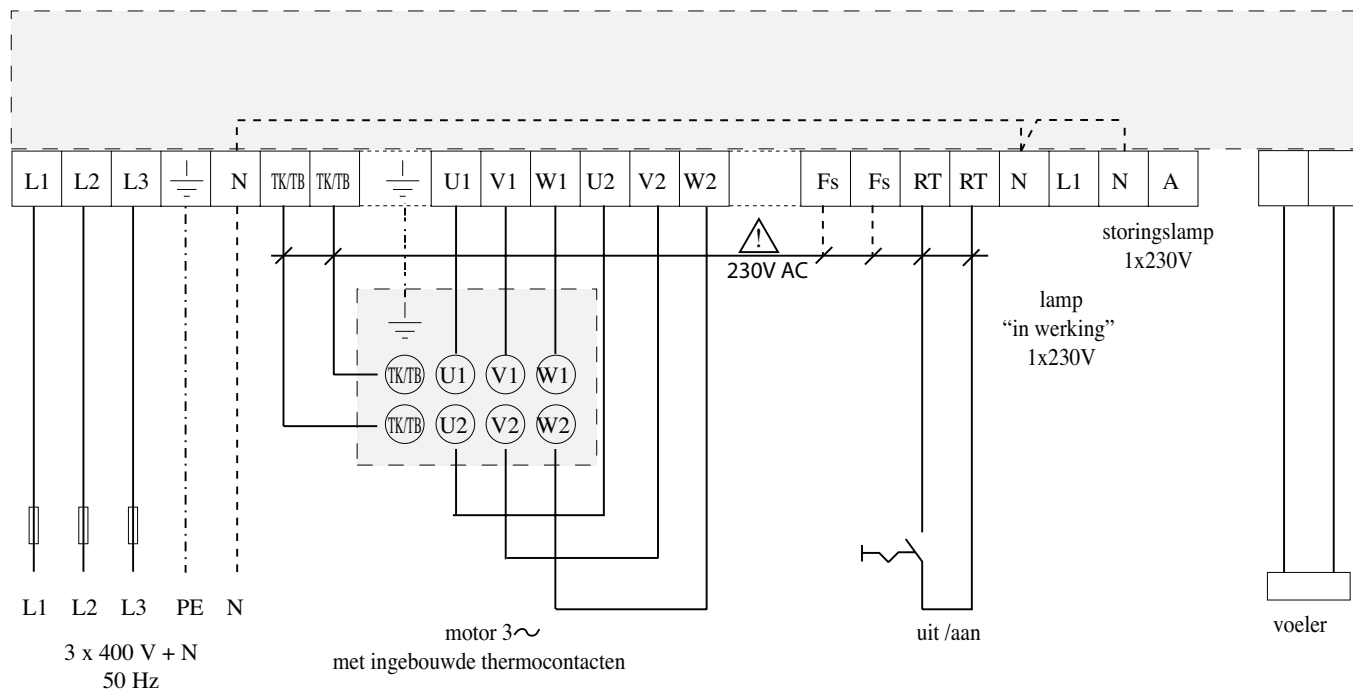 L1 L2 L3 N TK/TB TK/TB U1 V1 W1 U2 V2 W2 Fs Fs RT RT N L1 N A
storingslamp
1x230V
230V AC
lamp
“in werking”
1x230V
TK/TB U1 V1 W1
TK/TB U2 V2 W2
L1 L2 L3 PE N
3 x 400 V + N
50 Hz
motor 3~
met ingebouwde thermocontacten
uit /aan
voeler